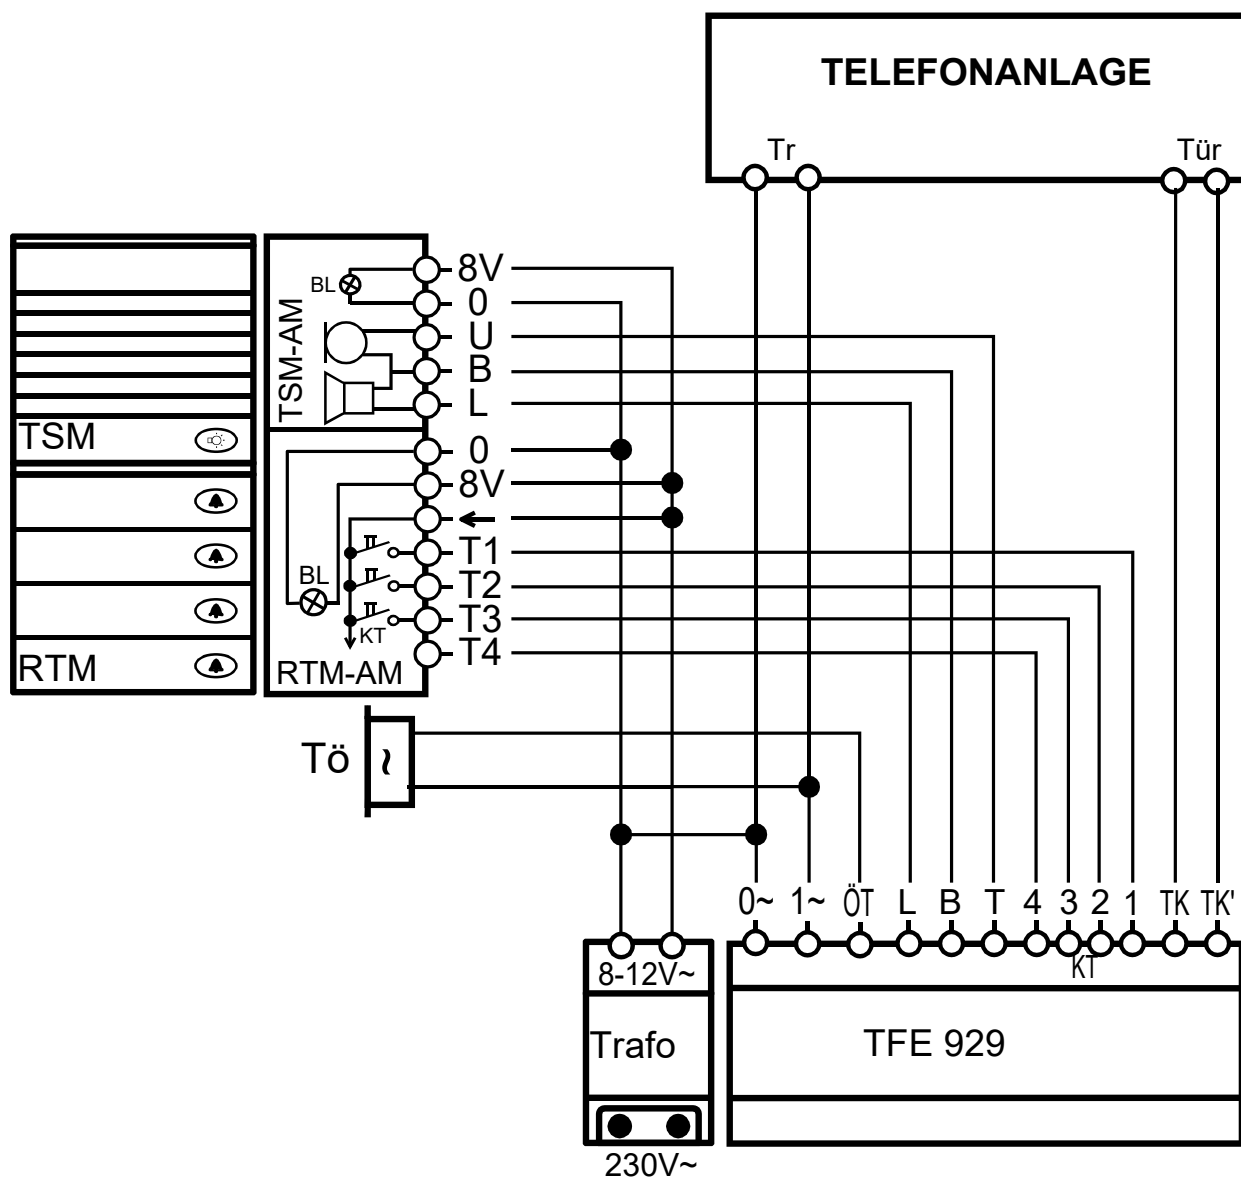 TELEFONANLAGE
Tr
Tür
TSM-AM
BL
8V
0
U
B
L
TSM
0
8V
T1
T2
T3
T4
BL
KT
RTM
RTM-AM
Tö
~
0~ 1~ ÖT L B T 4 3 2 1 TK TK'
KT
8-12V~
Trafo
TFE 929
230V~